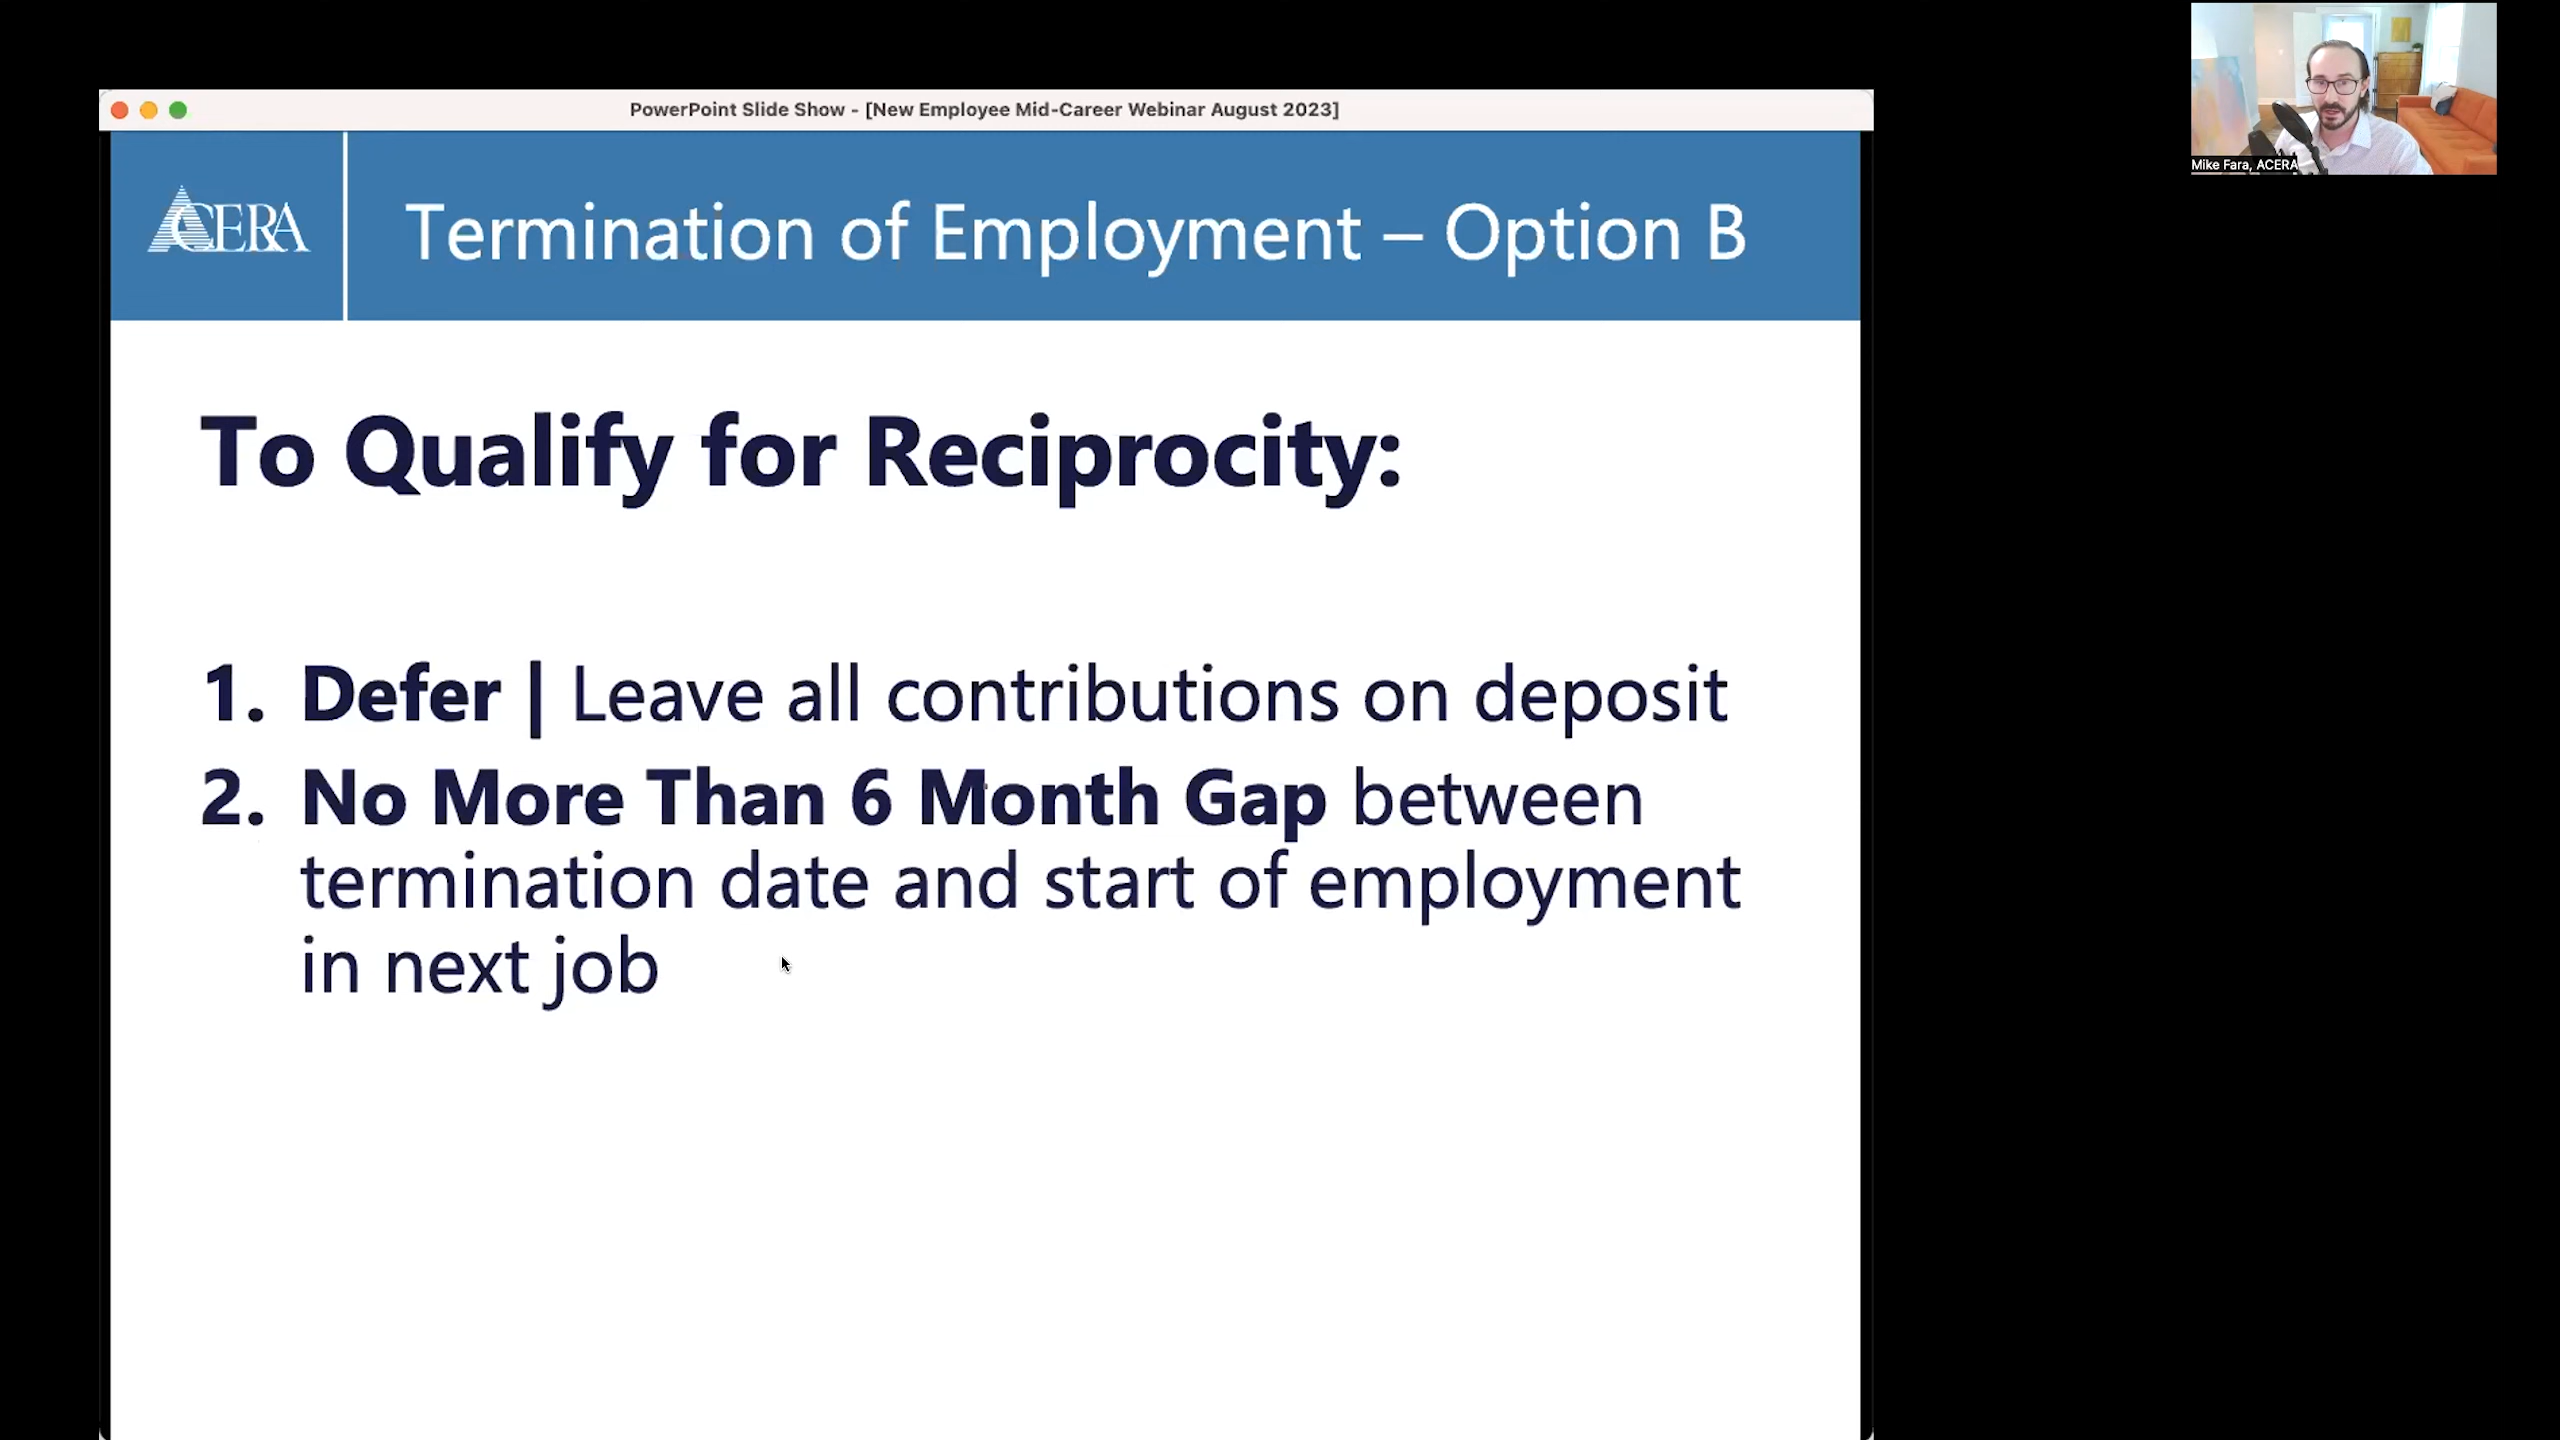 PowerPoint Slide Show - [New Employee Mid-Career Webinar August 2023]
Mike Fara, ACERA
ACERA
Termination of Employment – Option B
To Qualify for Reciprocity:
1. Defer | Leave all contributions on deposit
2. No More Than 6 Month Gap between
termination date and start of employment
in next job